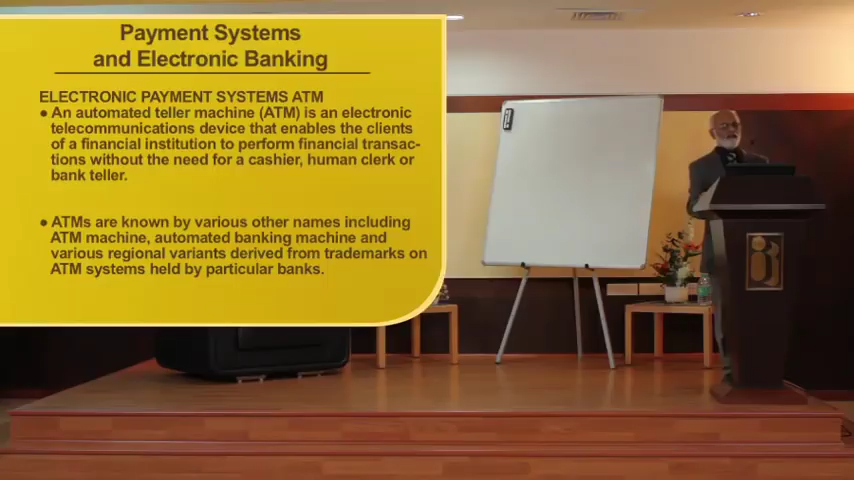 Payment Systems
and Electronic Banking
ELECTRONIC PAYMENT SYSTEMS ATM
● An automated teller machine (ATM) is an electronic
telecommunications device that enables the clients
of a financial institution to perform financial transac-
tions without the need for a cashier, human clerk or
bank teller.
● ATMs are known by various other names including
ATM machine, automated banking machine and
various regional variants derived from trademarks on
ATM systems held by particular banks.